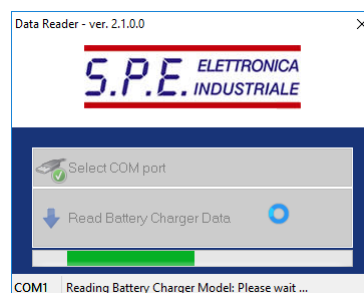 Data Reader - ver. 2.1.0.0
S.P.E. ELETTRONICA
INDUSTRIALE
Select COM port
Read Battery Charger Data
COM1 Reading Battery Charger Model: Please wait ...